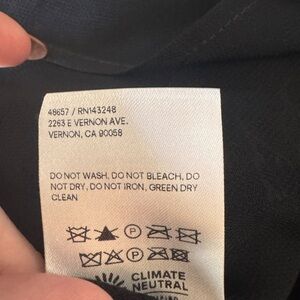 48657 / RN143248
2263 E VERNON AVE.
VERNON, CA 90058
DO NOT WASH, DO NOT BLEACH, DO
NOT DRY, DO NOT IRON, GREEN DRY
CLEAN
CLIMATE
NEUTRAL